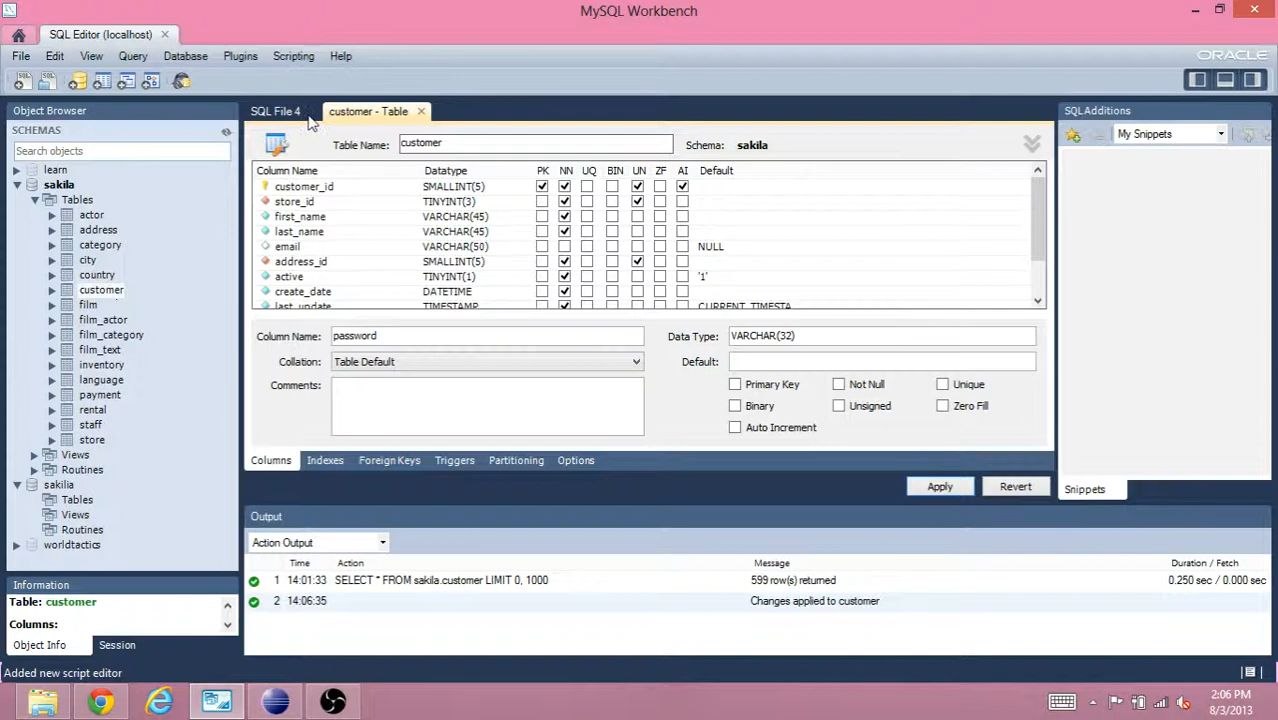 MySQL Workbench
SQL Editor (localhost)
File Edit View Query Database Plugins Scripting Help
ORACLE
Object Browser
SCHEMAS
Search objects
learn
sakila
Tables
actor
address
category
city
country
customer
film
film_actor
film_category
film_text
inventory
language
payment
rental
staff
store
Views
Routines
sakilia
Tables
Views
Routines
worldtactics
Information
Table: customer
Columns:
Object Info Session
Added new script editor
SQL File 4 customer - Table
Table Name: customer Schema: sakila
Column Name Datatype PK NN UQ BIN UN ZF AI Default
customer_id SMALLINT(5)
store_id TINYINT(3)
first_name VARCHAR(45)
last_name VARCHAR(45)
email VARCHAR(50) NULL
address_id SMALLINT(5)
active TINYINT(1) '1'
create_date DATETIME
last_update TIMESTAMP CURRENT_TIMESTA
Column Name: password Data Type: VARCHAR(32)
Collation: Table Default Default:
Comments: Primary Key Not Null Unique
Binary Unsigned Zero Fill
Auto Increment
Columns Indexes Foreign Keys Triggers Partitioning Options
Apply Revert
Output
Action Output
Time Action Message Duration / Fetch
1 14:01:33 SELECT * FROM sakila.customer LIMIT 0, 1000 599 row(s) returned 0.250 sec / 0.000 sec
2 14:06:35 Changes applied to customer
SQL Additions
My Snippets
Snippets
2:06 PM
8/3/2013